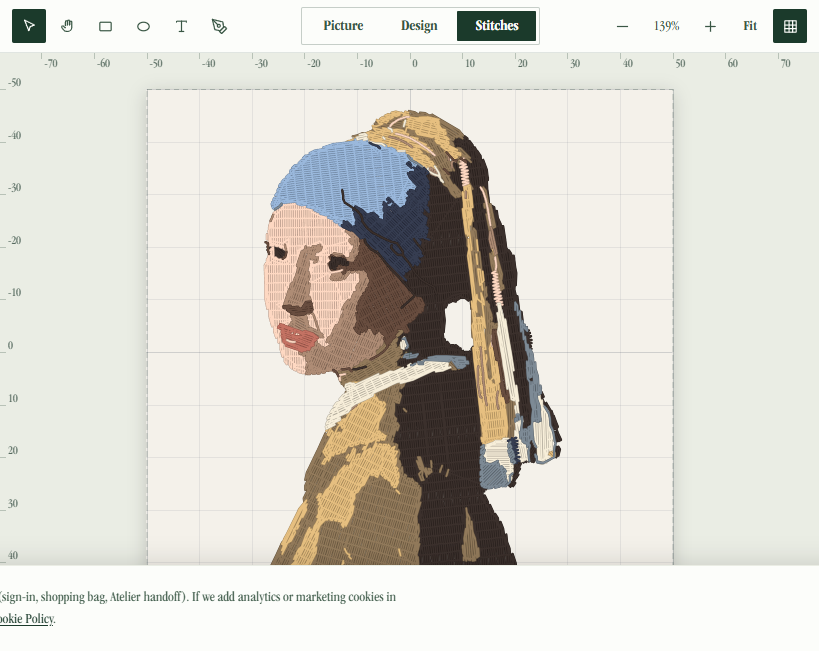 Picture Design Stitches 139% Fit
-70 -60 -50 -40 -30 -20 -10 0 10 20 30 40 50 60 70
-50
-40
-30
-20
-10
0
10
20
30
40
(sign-in, shopping bag, Atelier handoff). If we add analytics or marketing cookies in
ookie Policy.